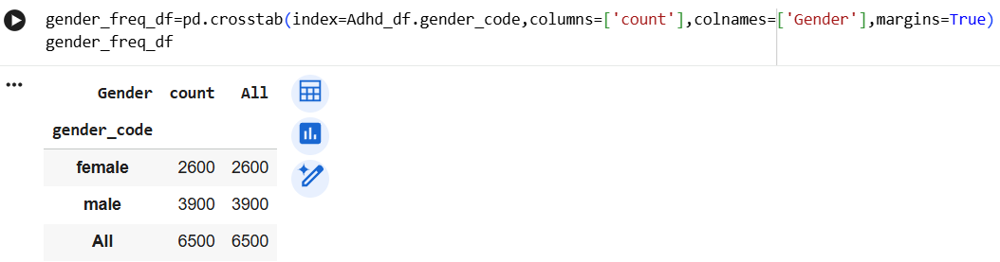 gender_freq_df=pd.crosstab(index=Adhd_df.gender_code,columns=['count'],colnames=['Gender'],margins=True)
gender_freq_df
Gender count All
gender_code
female 2600 2600
male 3900 3900
All 6500 6500